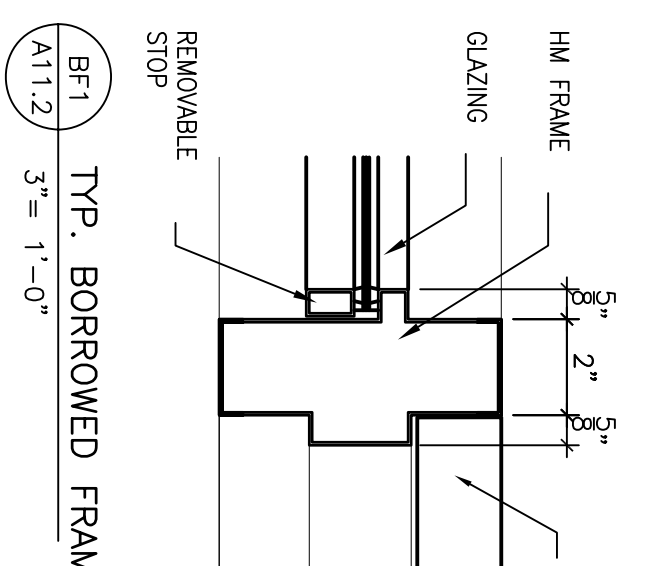 HM FRAME
GLAZING
REMOVABLE
STOP
5"
8
2"
5"
8
BF1
A11.2
TYP. BORROWED FRAM
3"= 1'-0"